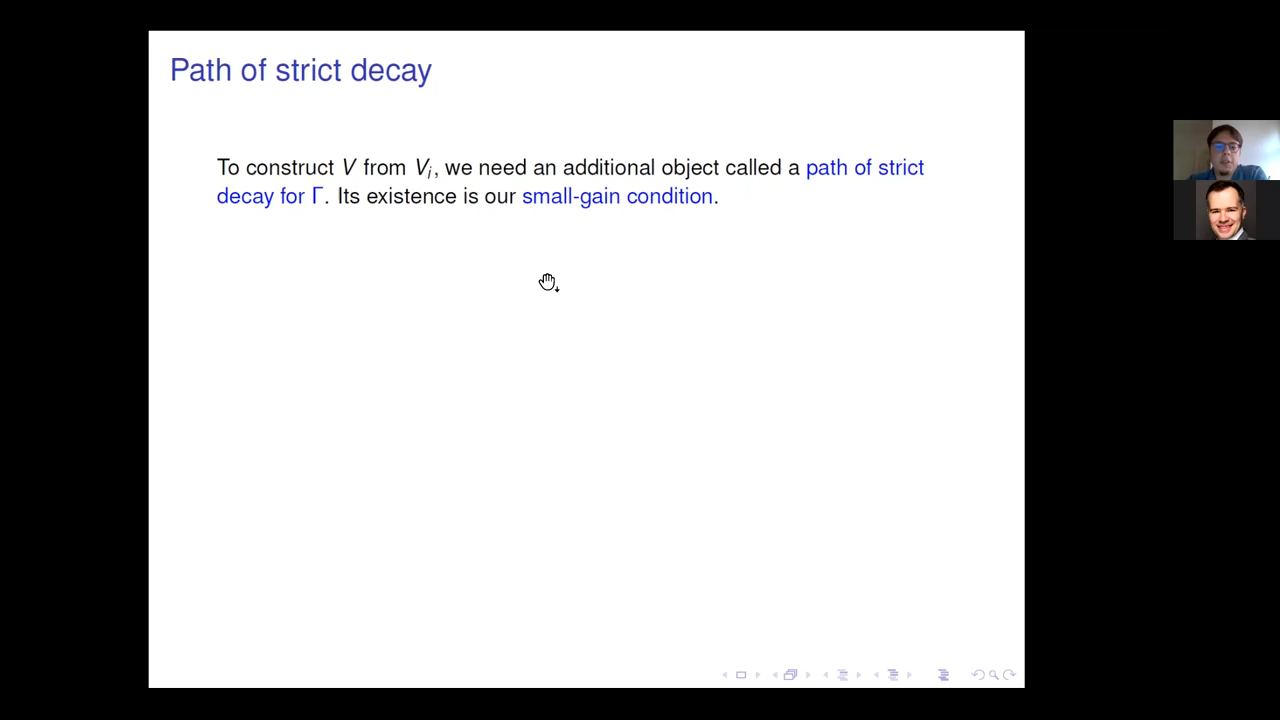 Path of strict decay
To construct V from Vᵢ, we need an additional object called a path of strict
decay for Γ. Its existence is our small-gain condition.